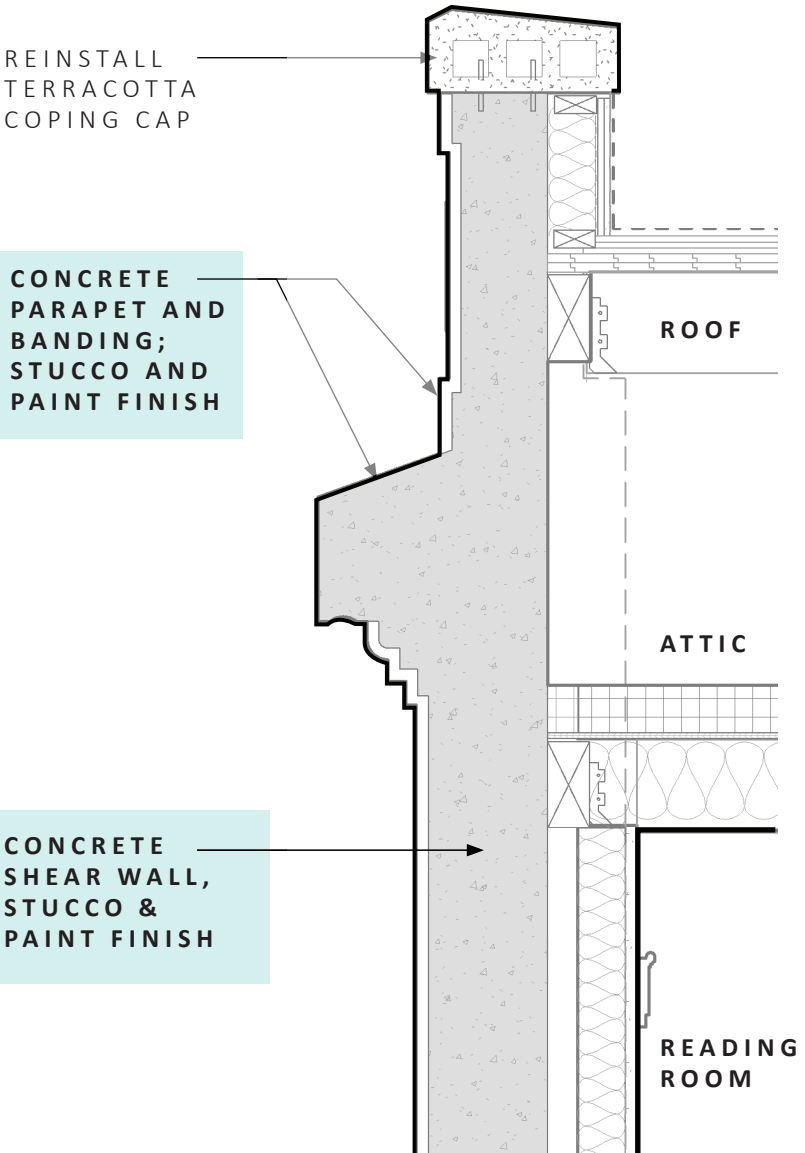 REINSTALL
TERRACOTTA
COPING CAP
CONCRETE
PARAPET AND
BANDING;
STUCCO AND
PAINT FINISH
ROOF
ATTIC
CONCRETE
SHEAR WALL,
STUCCO &
PAINT FINISH
READING
ROOM